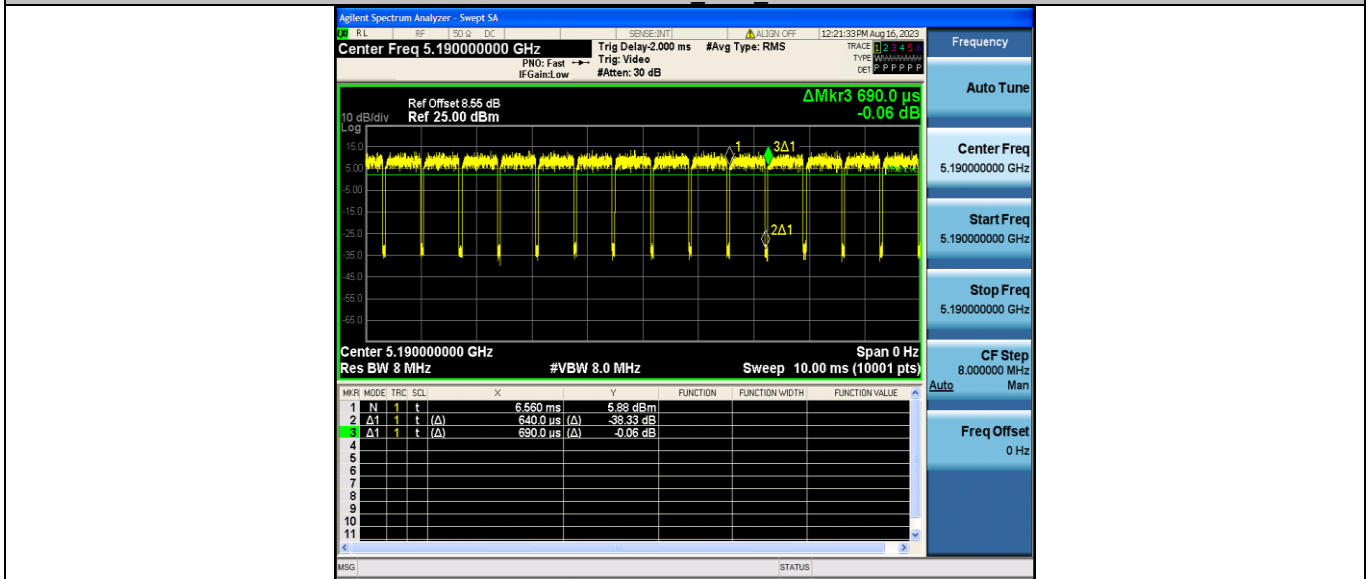 Agilent Spectrum Analyzer - Swept SA
RL RF 50 Ω DC SENSE:INT ALIGN OFF 12:21:33 PM Aug 16, 2023
Center Freq 5.190000000 GHz
PNO: Fast
IFGain:Low
Trig Delay-2.000 ms
Trig: Video
#Atten: 30 dB
#Avg Type: RMS
TRACE 1 2 3 4 5 6
TYPE
DET P P P P P P
Frequency
Auto Tune
Center Freq
5.190000000 GHz
Start Freq
5.190000000 GHz
Stop Freq
5.190000000 GHz
CF Step
8.000000 MHz
Auto Man
Freq Offset
0 Hz
ΔMkr3 690.0 µs
-0.06 dB
Ref Offset 8.55 dB
10 dB/div Ref 25.00 dBm
Log
15.0
5.00
-5.00
-15.0
-25.0
-35.0
-45.0
-55.0
-65.0
1
3Δ1
2Δ1
Center 5.190000000 GHz Span 0 Hz
Res BW 8 MHz #VBW 8.0 MHz Sweep 10.00 ms (10001 pts)
MKR MODE TRC SCL X Y FUNCTION FUNCTION WIDTH FUNCTION VALUE
1 N 1 t 6.560 ms 5.88 dBm
2 Δ1 1 t (Δ) 640.0 µs (Δ) -38.33 dB
3 Δ1 1 t (Δ) 690.0 µs (Δ) -0.06 dB
4
5
6
7
8
9
10
11
MSG STATUS